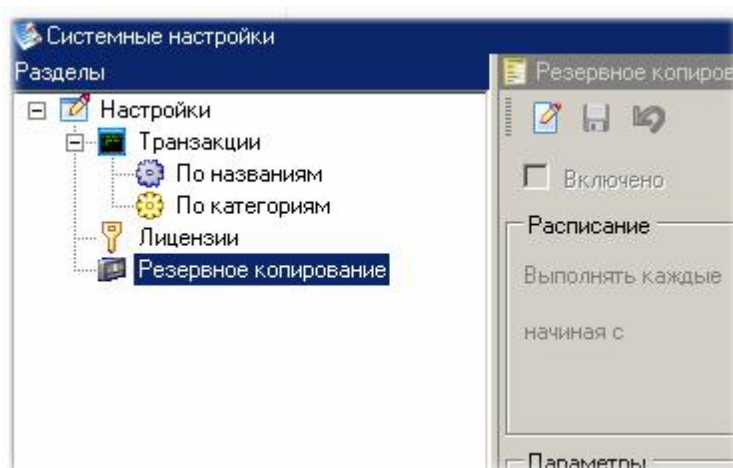 Системные настройки
Разделы
Настройки
Транзакции
По названиям
По категориям
Лицензии
Резервное копирование
Резервное копиров
Включено
Расписание
Выполнять каждые
начиная с
Параметры